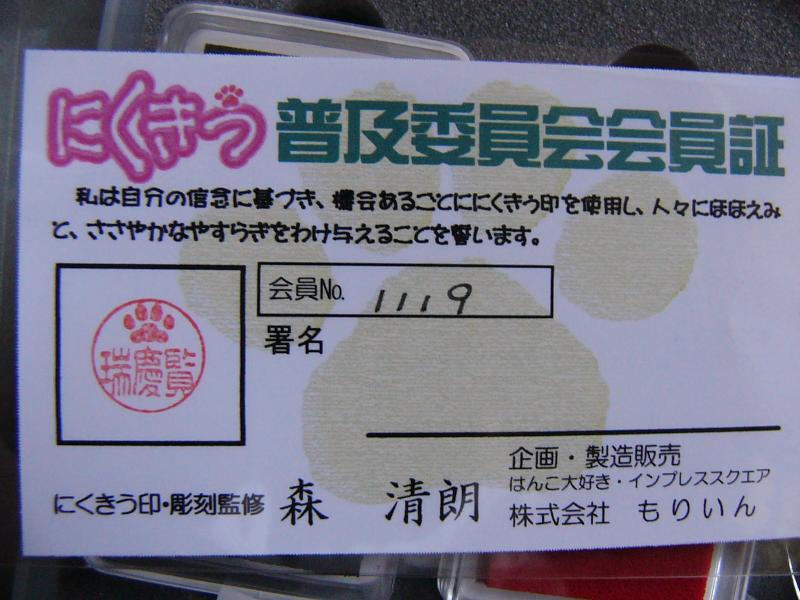 にくきう 普及委員会会員証
私は自分の信念に基づき、機会あるごとににくきう印を使用し、人々にほほえみ
と、ささやかなやすらぎをわけ与えることを誓います。
会員No. 1119
署名
瑞慶覧
企画・製造販売
はんこ大好き・インプレススクエア
にくきう印・彫刻監修 森 清朗
株式会社 もりいん